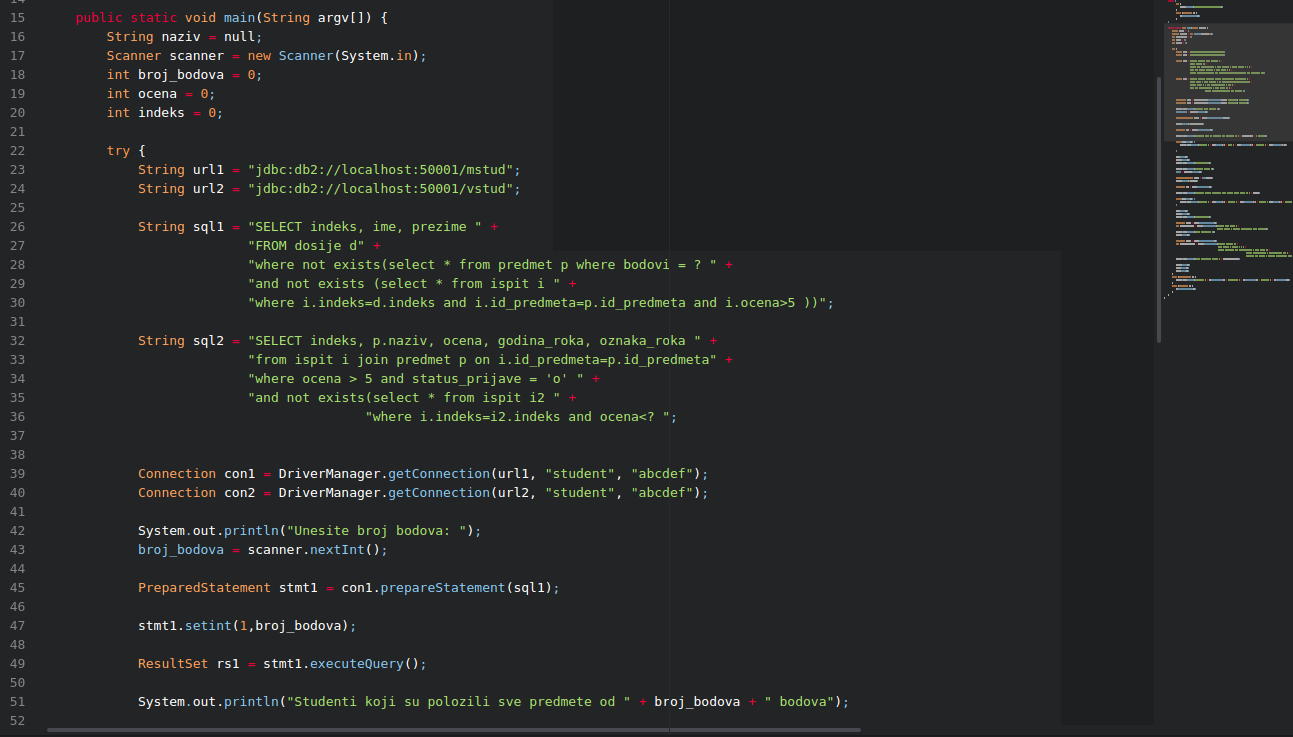 15 public static void main(String argv[]) {
16 String naziv = null;
17 Scanner scanner = new Scanner(System.in);
18 int broj_bodova = 0;
19 int ocena = 0;
20 int indeks = 0;
21
22 try {
23 String url1 = "jdbc:db2://localhost:50001/mstud";
24 String url2 = "jdbc:db2://localhost:50001/vstud";
25
26 String sql1 = "SELECT indeks, ime, prezime " +
27 "FROM dosije d" +
28 "where not exists(select * from predmet p where bodovi = ? " +
29 "and not exists (select * from ispit i " +
30 "where i.indeks=d.indeks and i.id_predmeta=p.id_predmeta and i.ocena>5 ))";
31
32 String sql2 = "SELECT indeks, p.naziv, ocena, godina_roka, oznaka_roka " +
33 "from ispit i join predmet p on i.id_predmeta=p.id_predmeta" +
34 "where ocena > 5 and status_prijave = 'o' " +
35 "and not exists(select * from ispit i2 " +
36 "where i.indeks=i2.indeks and ocena<? ";
37
38
39 Connection con1 = DriverManager.getConnection(url1, "student", "abcdef");
40 Connection con2 = DriverManager.getConnection(url2, "student", "abcdef");
41
42 System.out.println("Unesite broj bodova: ");
43 broj_bodova = scanner.nextInt();
44
45 PreparedStatement stmt1 = con1.prepareStatement(sql1);
46
47 stmt1.setint(1,broj_bodova);
48
49 ResultSet rs1 = stmt1.executeQuery();
50
51 System.out.println("Studenti koji su polozili sve predmete od " + broj_bodova + " bodova");
52